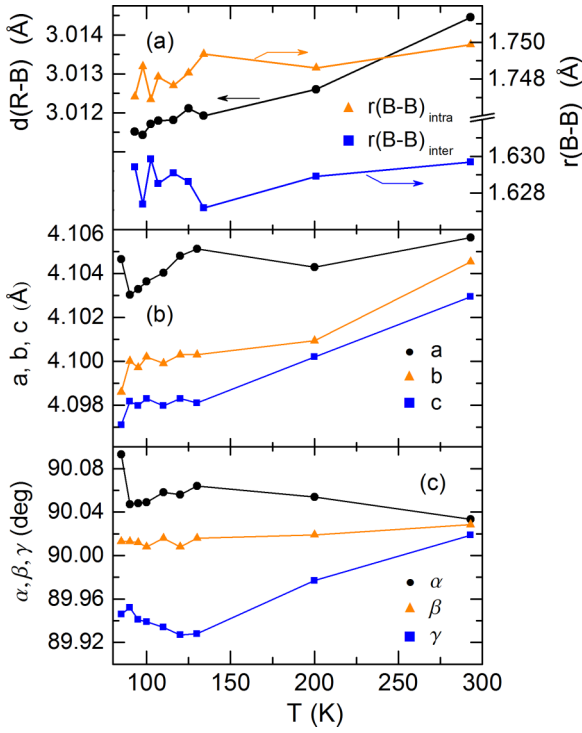 (a)
d(R-B) (Å)
3.014
3.013
3.012
r(B-B) intra
r(B-B) inter
1.750
1.748
1.630
1.628
r(B-B) (Å)
(b)
a, b, c (Å)
4.106
4.104
4.102
4.100
4.098
a
b
c
(c)
α,β,γ (deg)
90.08
90.04
90.00
89.96
89.92
α
β
γ
100 150 200 250 300
T (K)